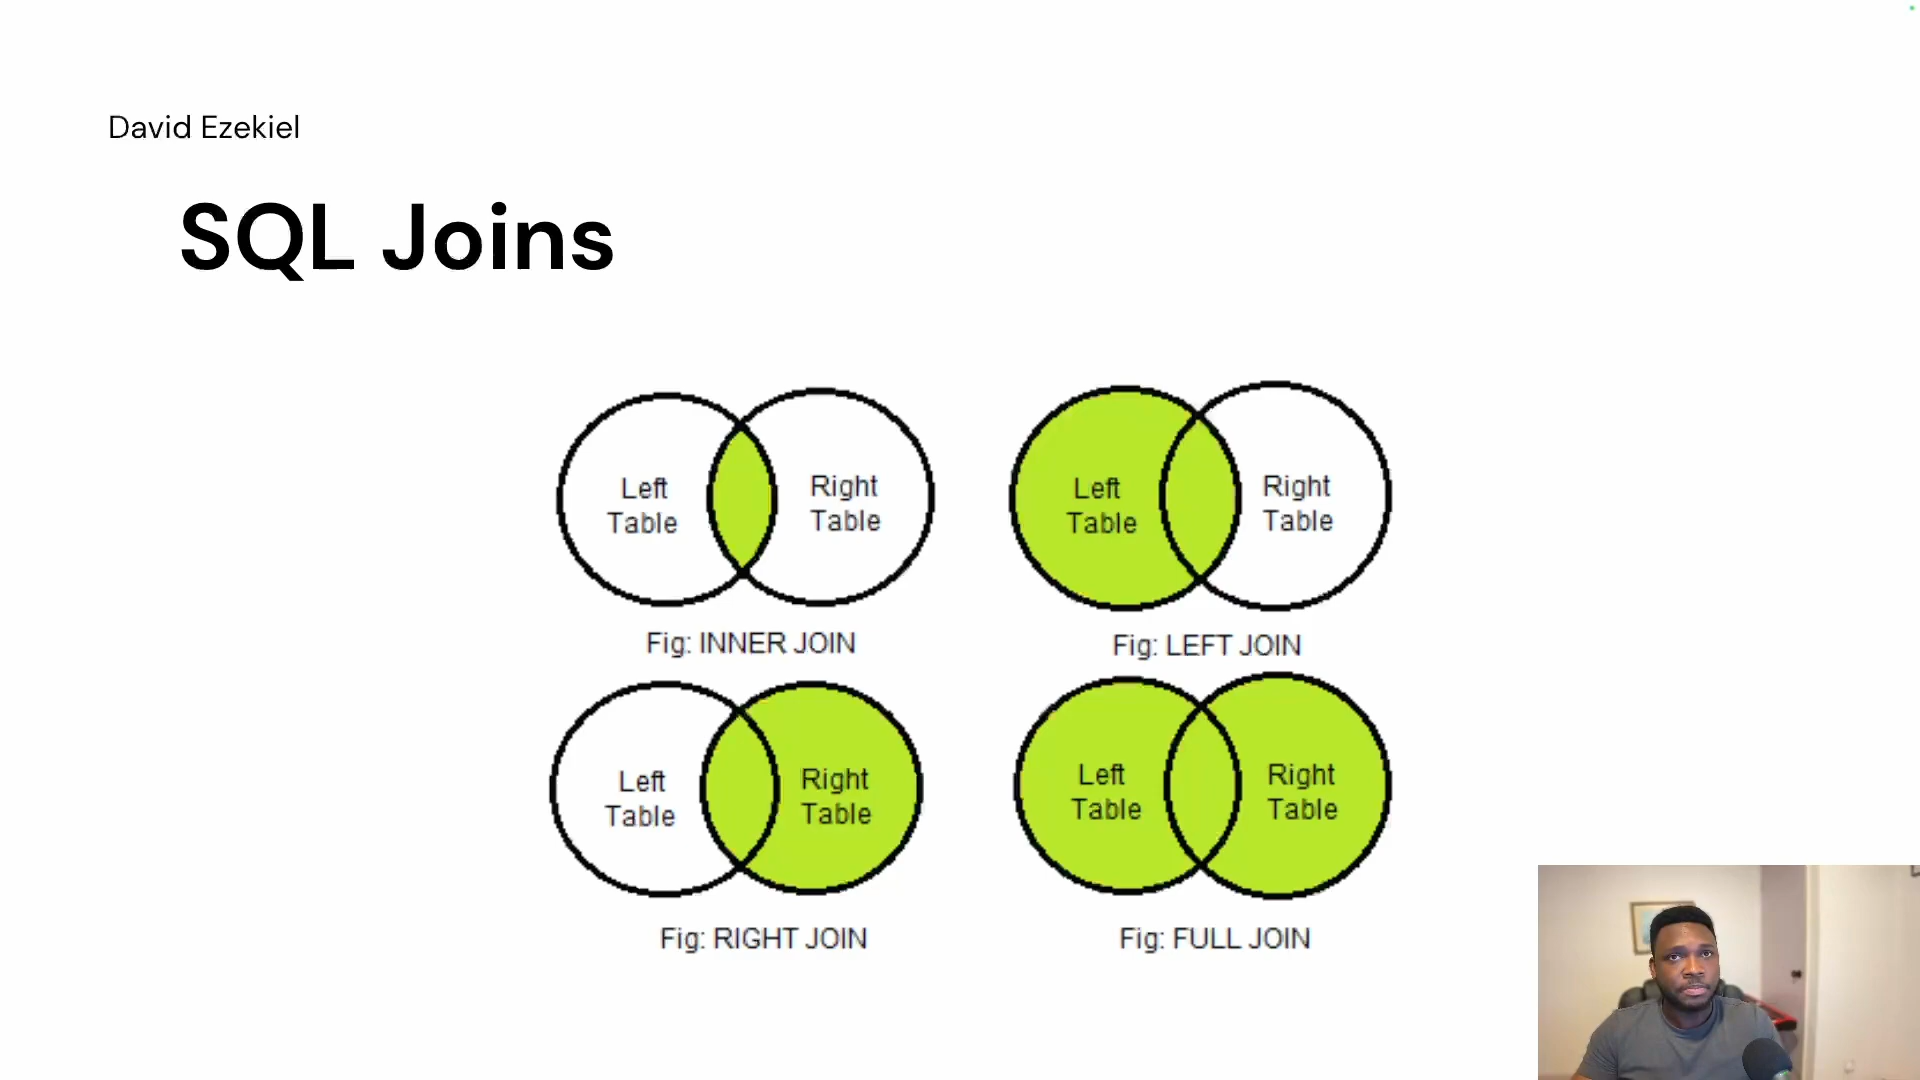 David Ezekiel
SQL Joins
Left
Table
Right
Table
Fig: INNER JOIN
Left
Table
Right
Table
Fig: LEFT JOIN
Left
Table
Right
Table
Fig: RIGHT JOIN
Left
Table
Right
Table
Fig: FULL JOIN